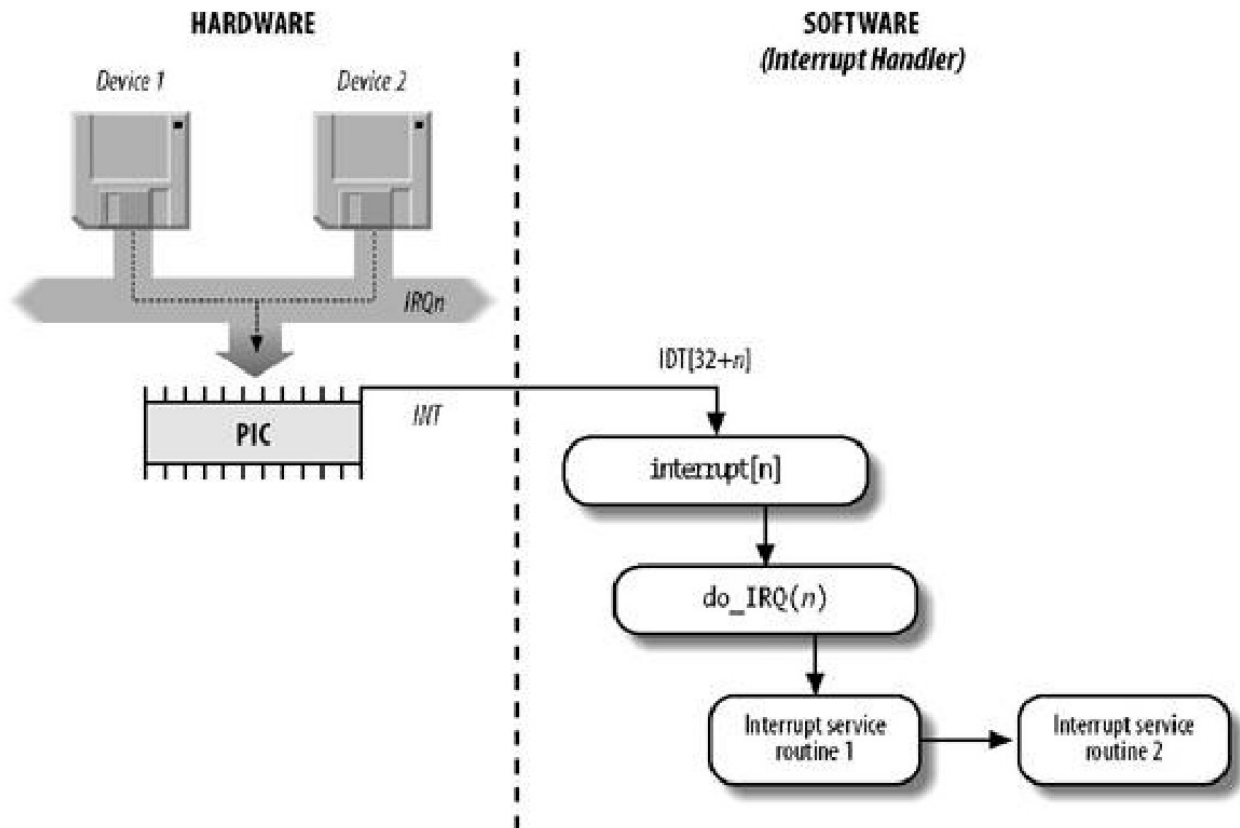 HARDWARE
SOFTWARE
(Interrupt Handler)
Device 1
Device 2
IRQn
IDT[32+n]
INT
PIC
interrupt[n]
do_IRQ(n)
Interrupt service
routine 1
Interrupt service
routine 2